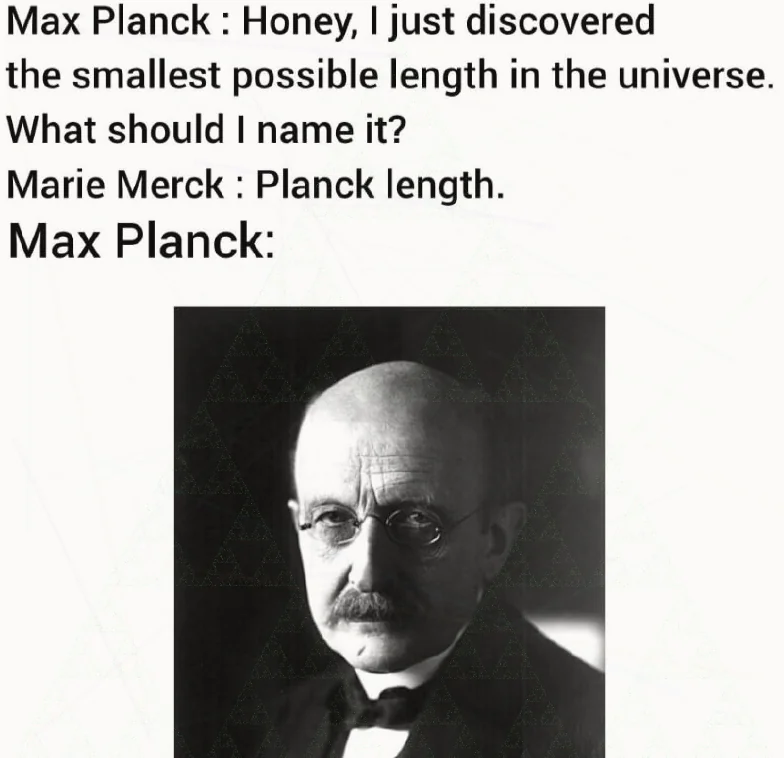 Max Planck : Honey, I just discovered
the smallest possible length in the universe.
What should I name it?
Marie Merck : Planck length.
Max Planck: